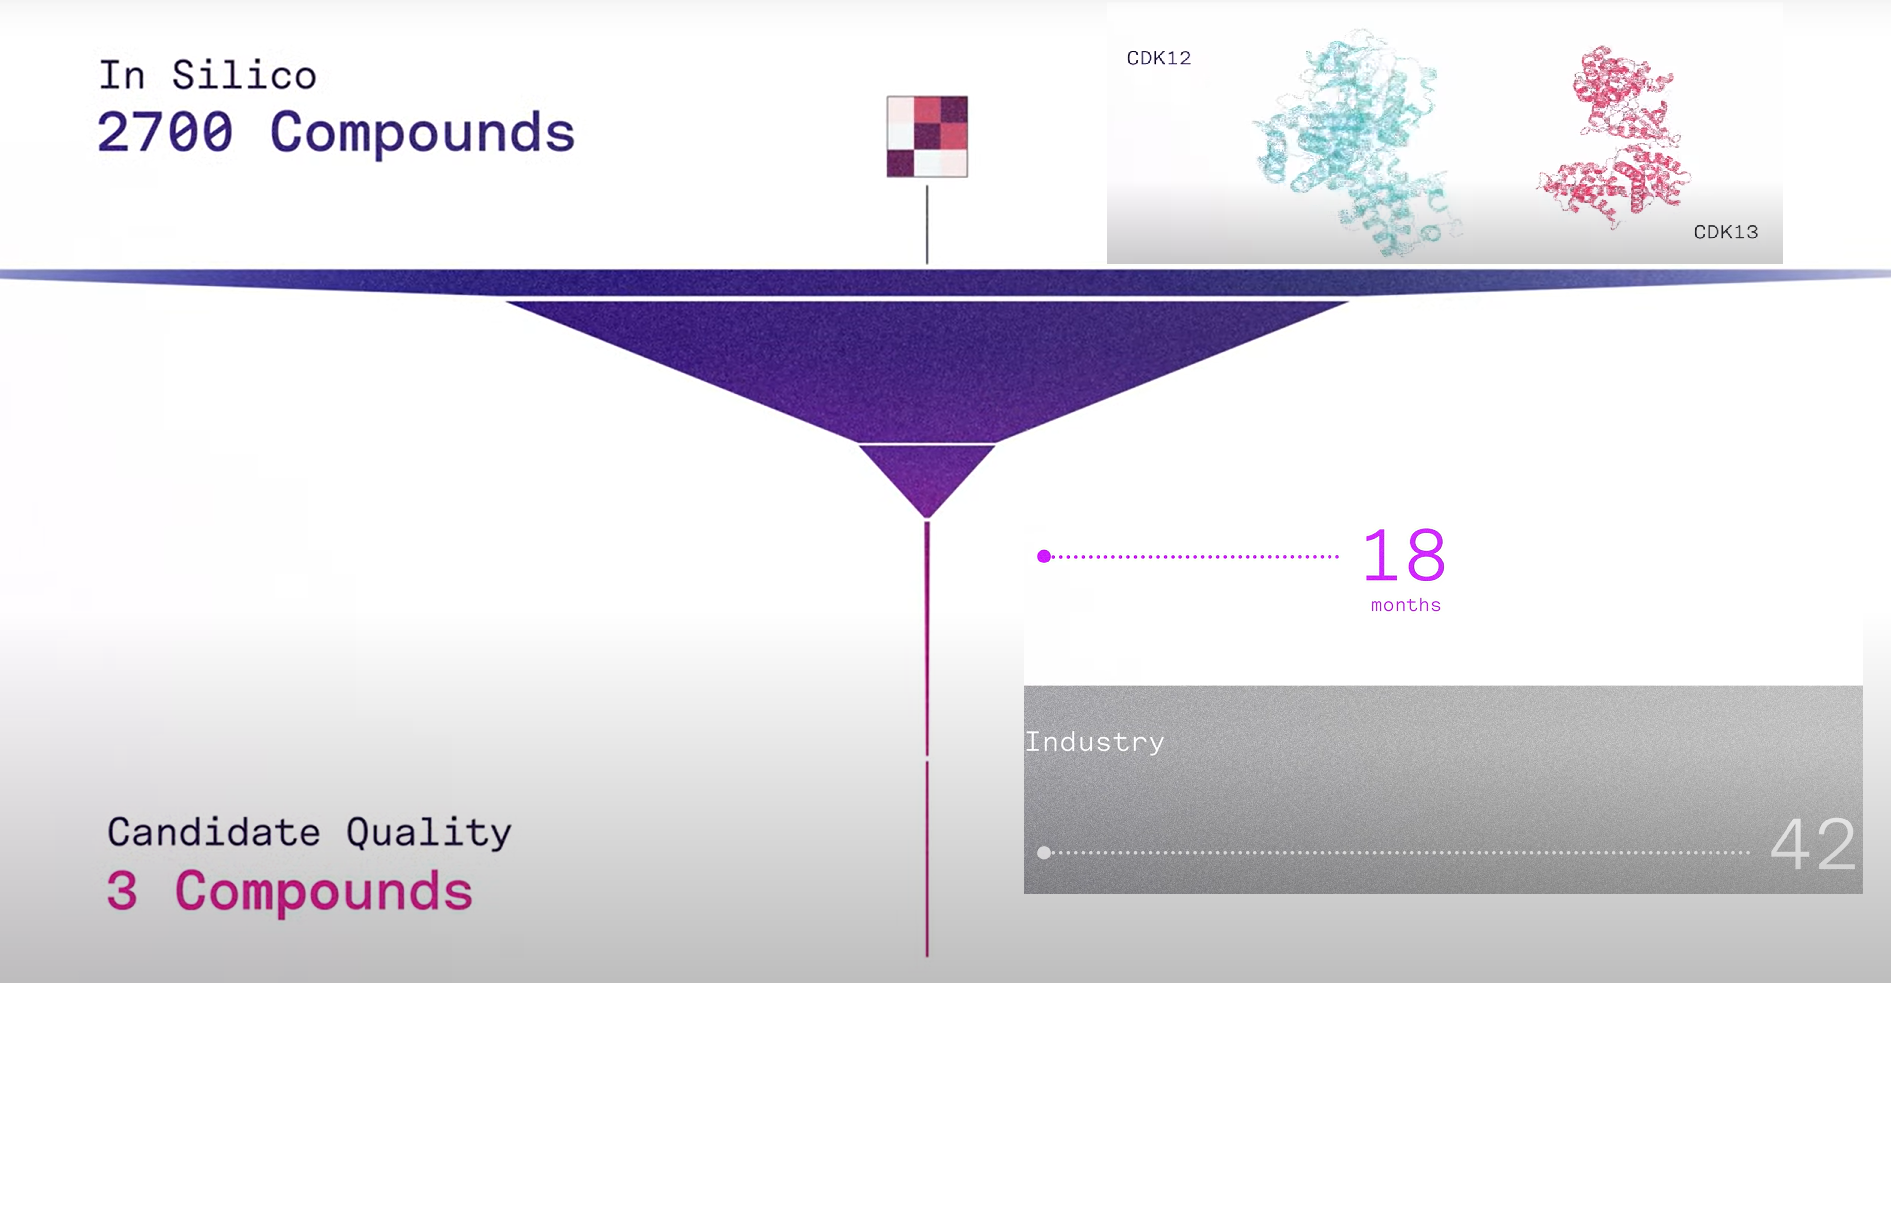 In Silico
2700 Compounds
CDK12
CDK13
18
months
Industry
42
Candidate Quality
3 Compounds